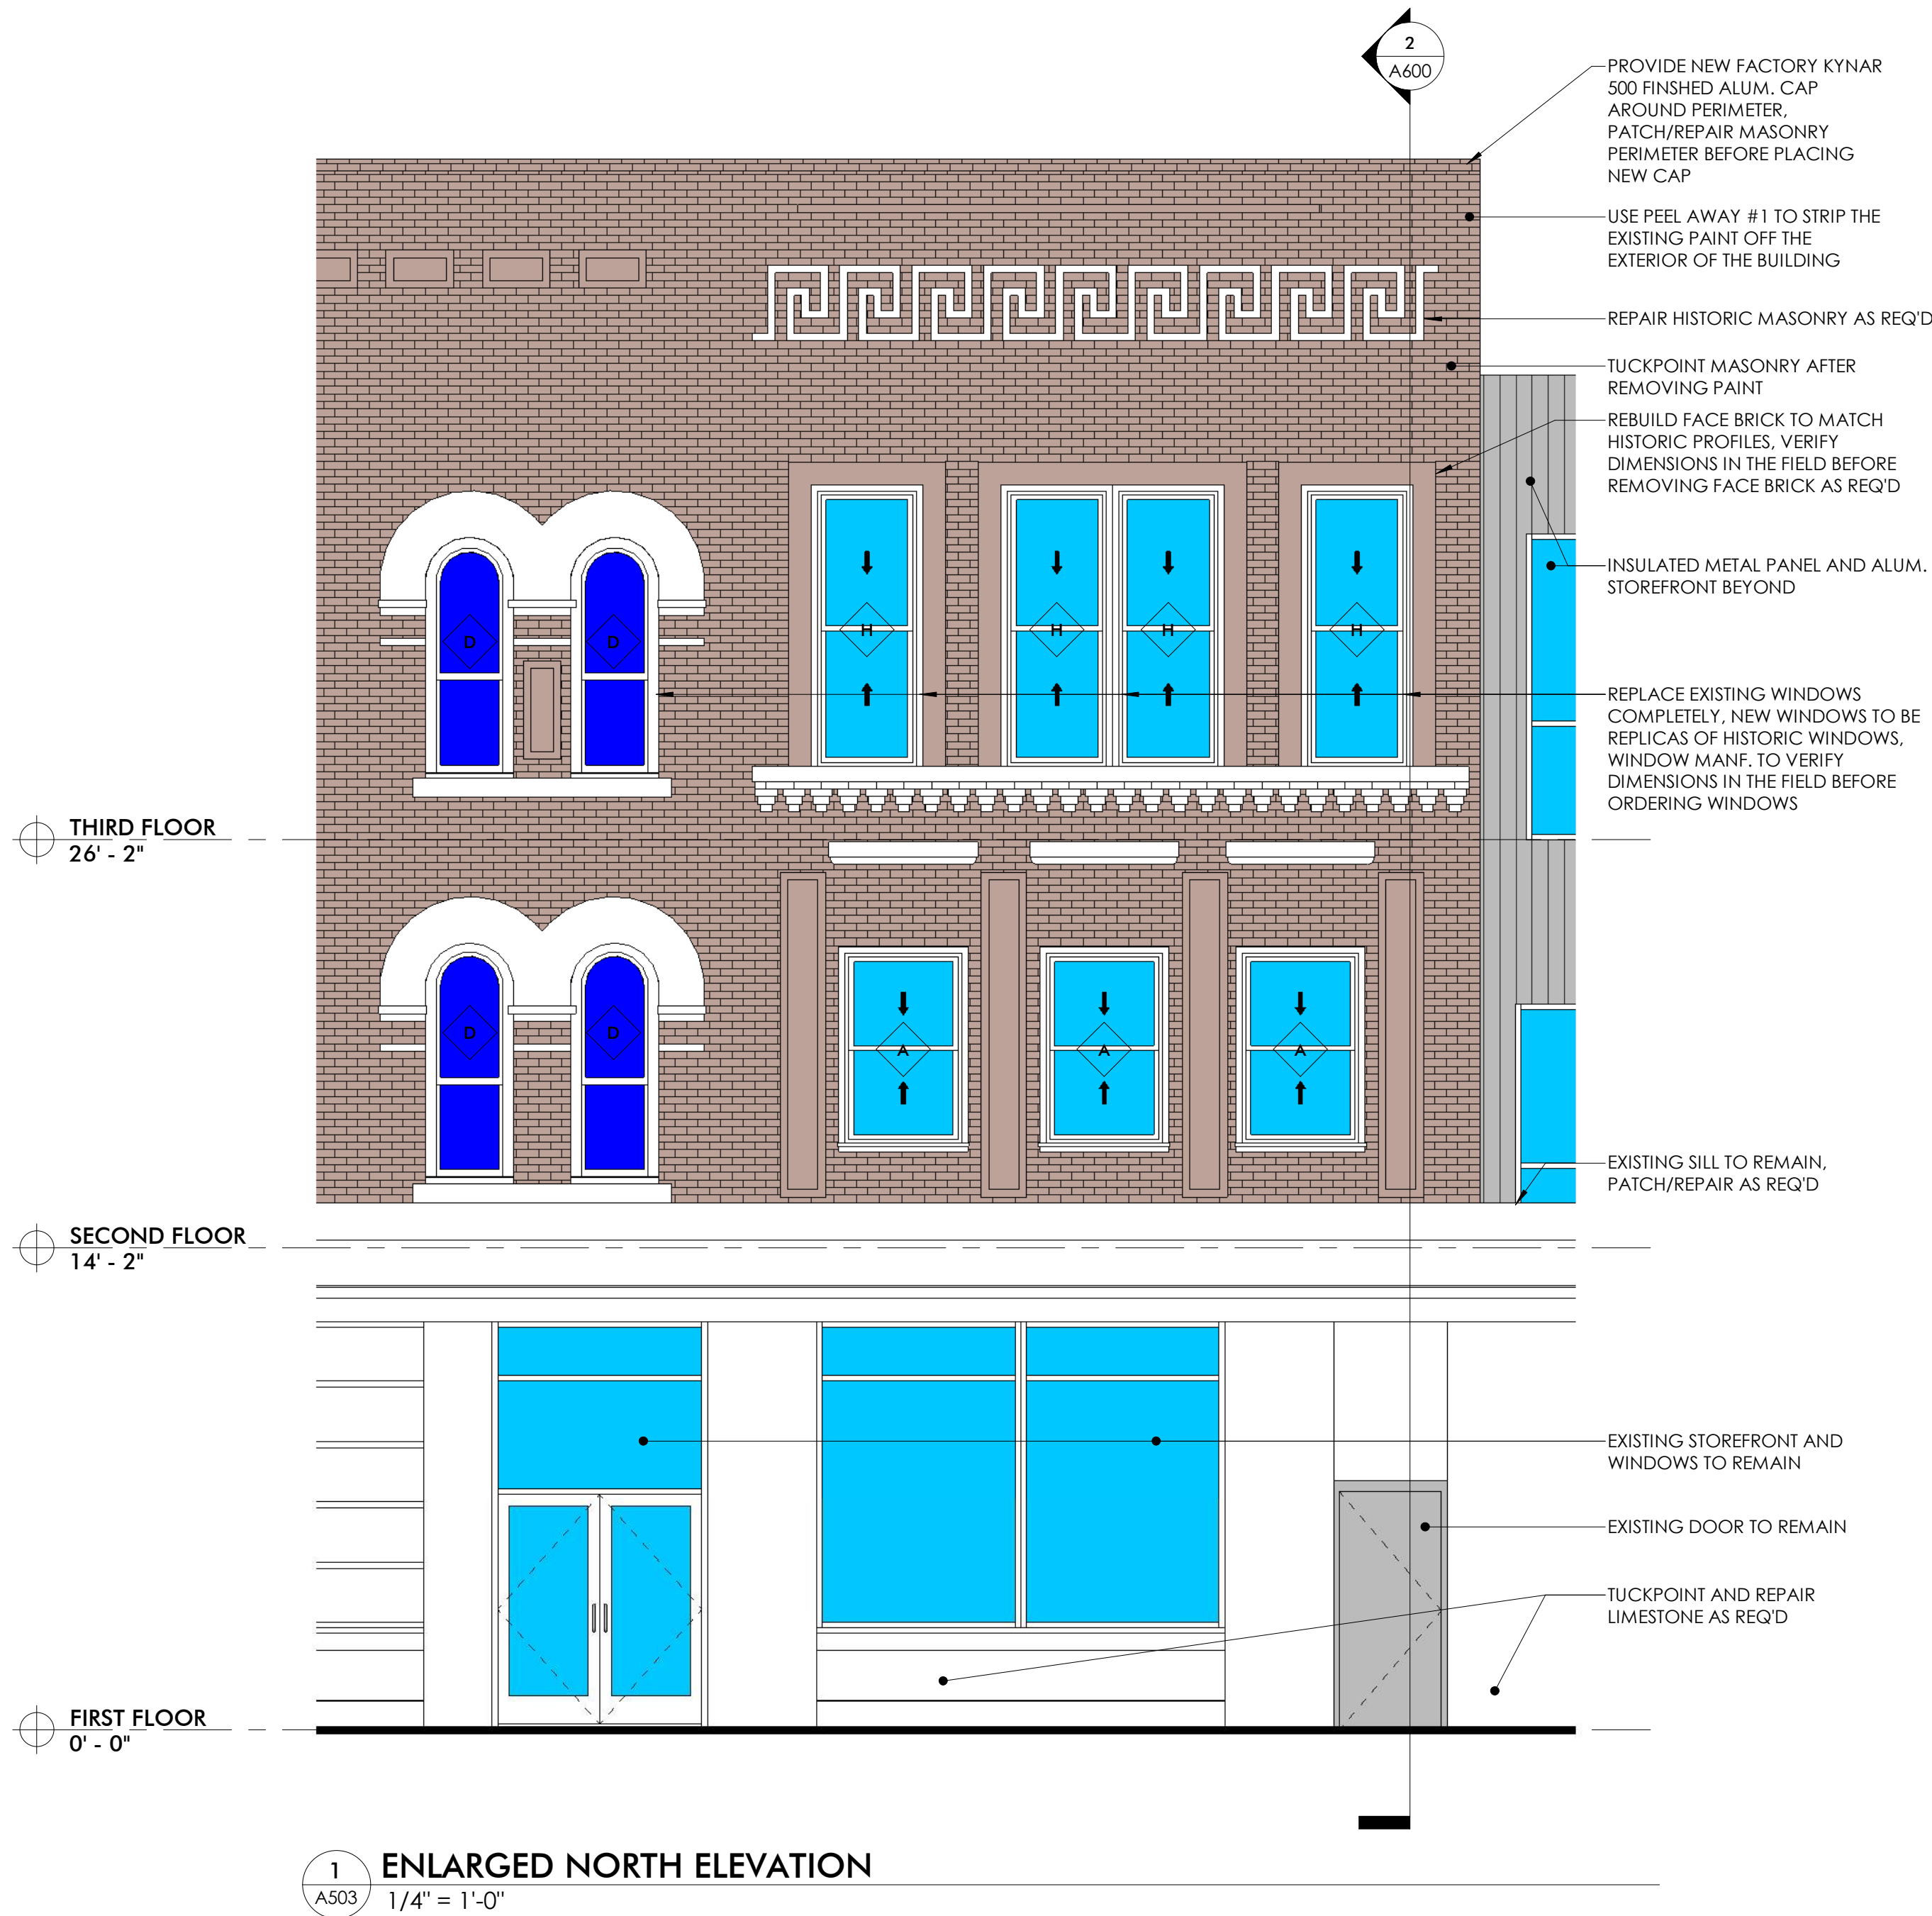 2
A600
PROVIDE NEW FACTORY KYNAR
500 FINSHED ALUM. CAP
AROUND PERIMETER,
PATCH/REPAIR MASONRY
PERIMETER BEFORE PLACING
NEW CAP
USE PEEL AWAY #1 TO STRIP THE
EXISTING PAINT OFF THE
EXTERIOR OF THE BUILDING
REPAIR HISTORIC MASONRY AS REQ'D
TUCKPOINT MASONRY AFTER
REMOVING PAINT
REBUILD FACE BRICK TO MATCH
HISTORIC PROFILES, VERIFY
DIMENSIONS IN THE FIELD BEFORE
REMOVING FACE BRICK AS REQ'D
INSULATED METAL PANEL AND ALUM.
STOREFRONT BEYOND
D D H H H H
REPLACE EXISTING WINDOWS
COMPLETELY, NEW WINDOWS TO BE
REPLICAS OF HISTORIC WINDOWS,
WINDOW MANF. TO VERIFY
DIMENSIONS IN THE FIELD BEFORE
ORDERING WINDOWS
THIRD FLOOR
26' - 2"
D D A A A
EXISTING SILL TO REMAIN,
PATCH/REPAIR AS REQ'D
SECOND FLOOR
14' - 2"
EXISTING STOREFRONT AND
WINDOWS TO REMAIN
EXISTING DOOR TO REMAIN
TUCKPOINT AND REPAIR
LIMESTONE AS REQ'D
FIRST FLOOR
0' - 0"
1
A503
ENLARGED NORTH ELEVATION
1/4" = 1'-0"